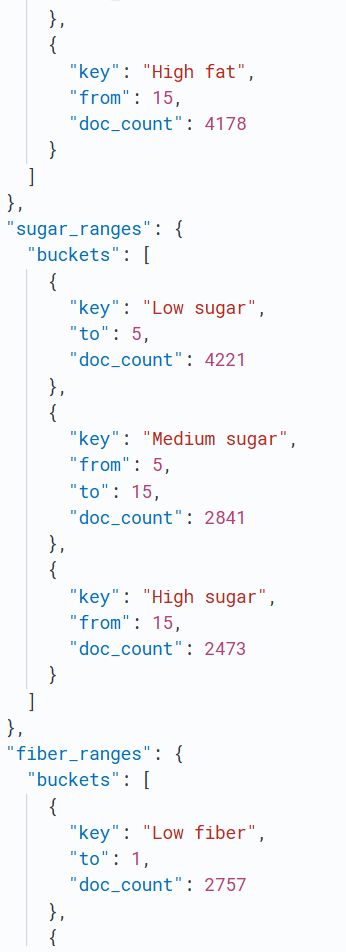 },
    {
      "key": "High fat",
      "from": 15,
      "doc_count": 4178
    }
  ]
},
"sugar_ranges": {
  "buckets": [
    {
      "key": "Low sugar",
      "to": 5,
      "doc_count": 4221
    },
    {
      "key": "Medium sugar",
      "from": 5,
      "to": 15,
      "doc_count": 2841
    },
    {
      "key": "High sugar",
      "from": 15,
      "doc_count": 2473
    }
  ]
},
"fiber_ranges": {
  "buckets": [
    {
      "key": "Low fiber",
      "to": 1,
      "doc_count": 2757
    },
    {